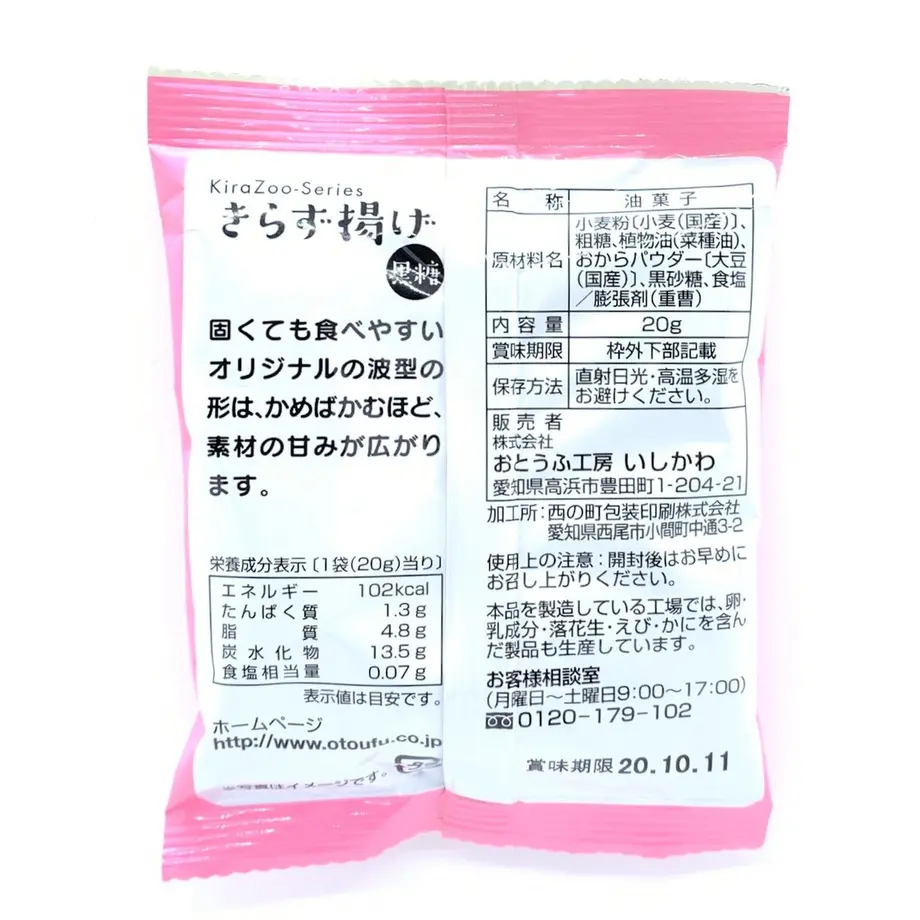 KiraZoo-Series
きらず揚げ
黒糖
固くても食べやすい
オリジナルの波型の
形は、かめばかむほど、
素材の甘みが広がり
ます。
栄養成分表示〔1袋(20g)当り〕
エネルギー 102kcal
たんぱく質 1.3g
脂質 4.8g
炭水化物 13.5g
食塩相当量 0.07g
表示値は目安です。
ホームページ
http://www.otoufu.co.jp
※写真はイメージです。
名称 油菓子
原材料名 小麦粉〔小麦(国産)〕、
粗糖、植物油(菜種油)、
おからパウダー〔大豆
(国産)〕、黒砂糖、食塩
/膨張剤(重曹)
内容量 20g
賞味期限 枠外下部記載
保存方法 直射日光・高温多湿を
お避けください。
販売者
株式会社
おとうふ工房 いしかわ
愛知県高浜市豊田町1-204-21
加工所:西の町包装印刷株式会社
愛知県西尾市小間町中通3-2
使用上の注意:開封後はお早めに
お召し上がりください。
本品を製造している工場では、卵・
乳成分・落花生・えび・かにを含ん
だ製品も生産しています。
お客様相談室
(月曜日〜土曜日9:00〜17:00)
0120-179-102
賞味期限 20.10.11